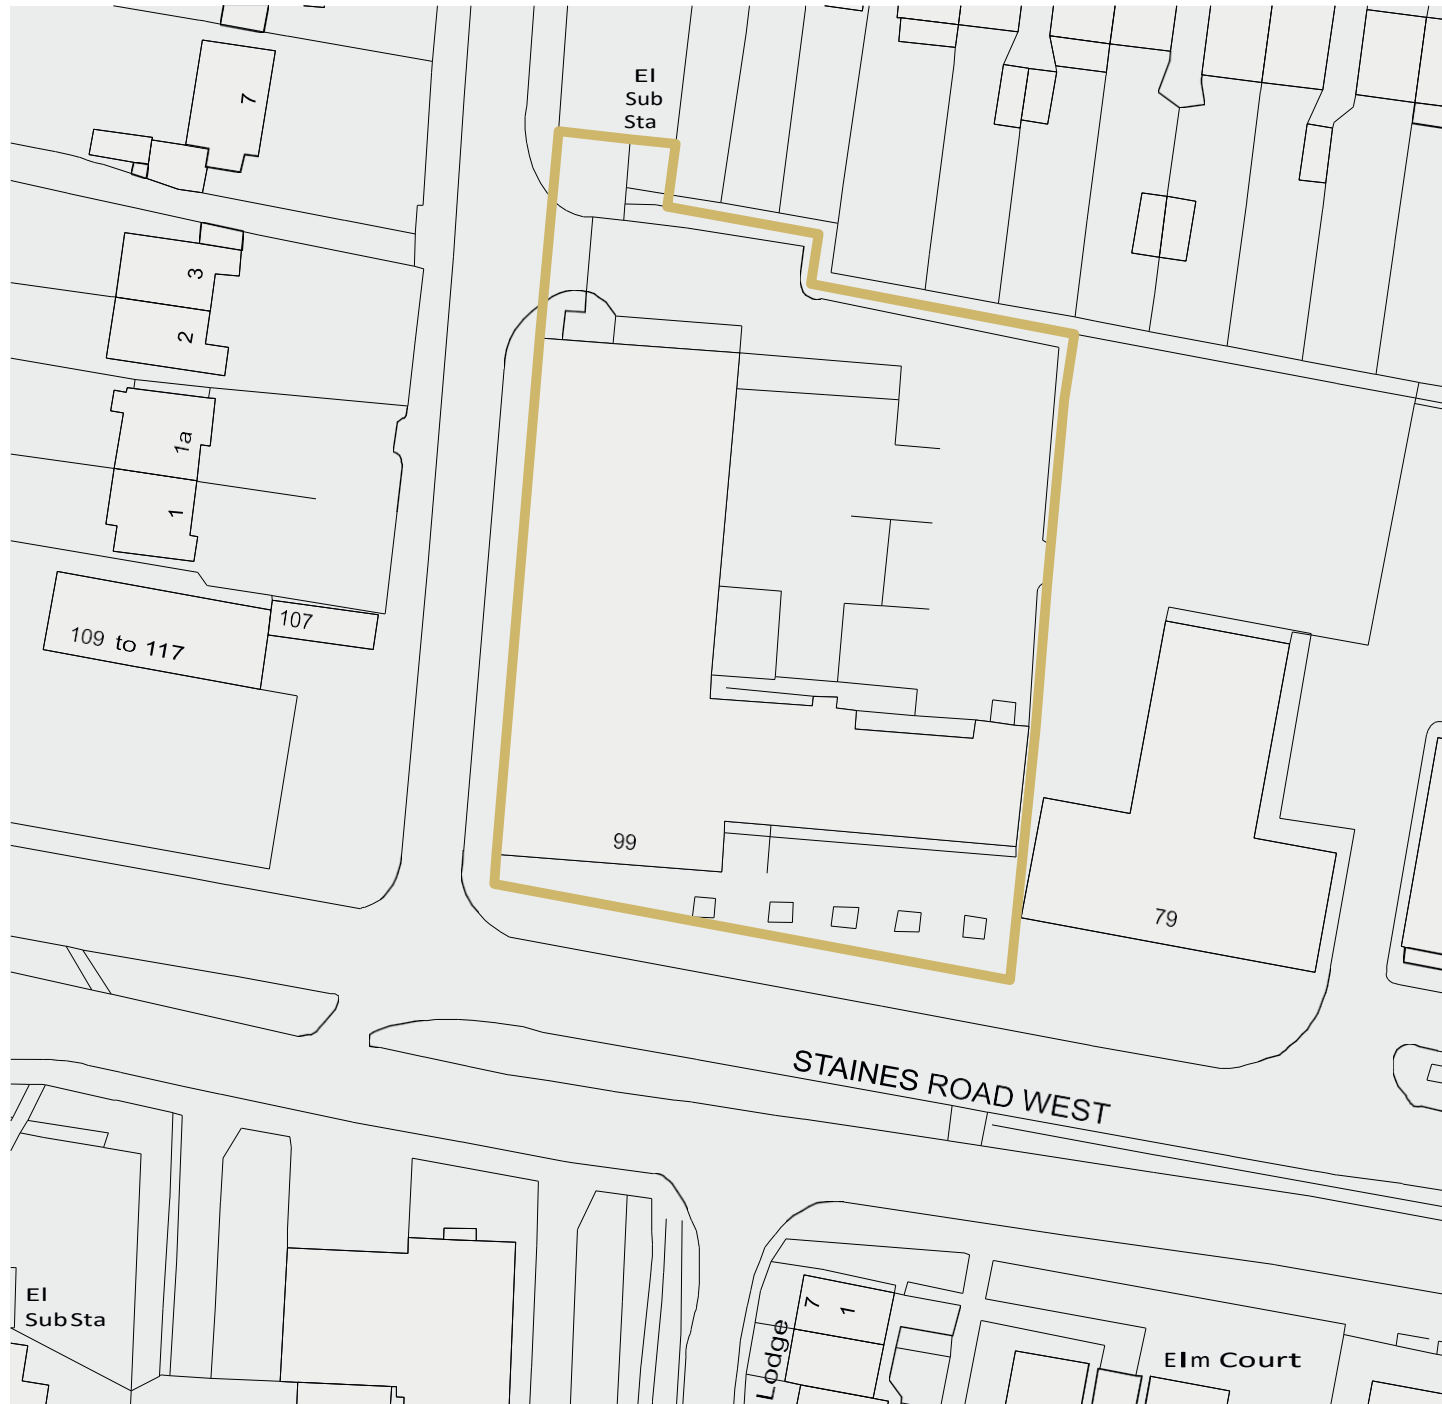 El
Sub
Sta
7
3
2
1a
1
107
109 to 117
99
79
STAINES ROAD WEST
El
Sub Sta
7
1
Lodge
Elm Court